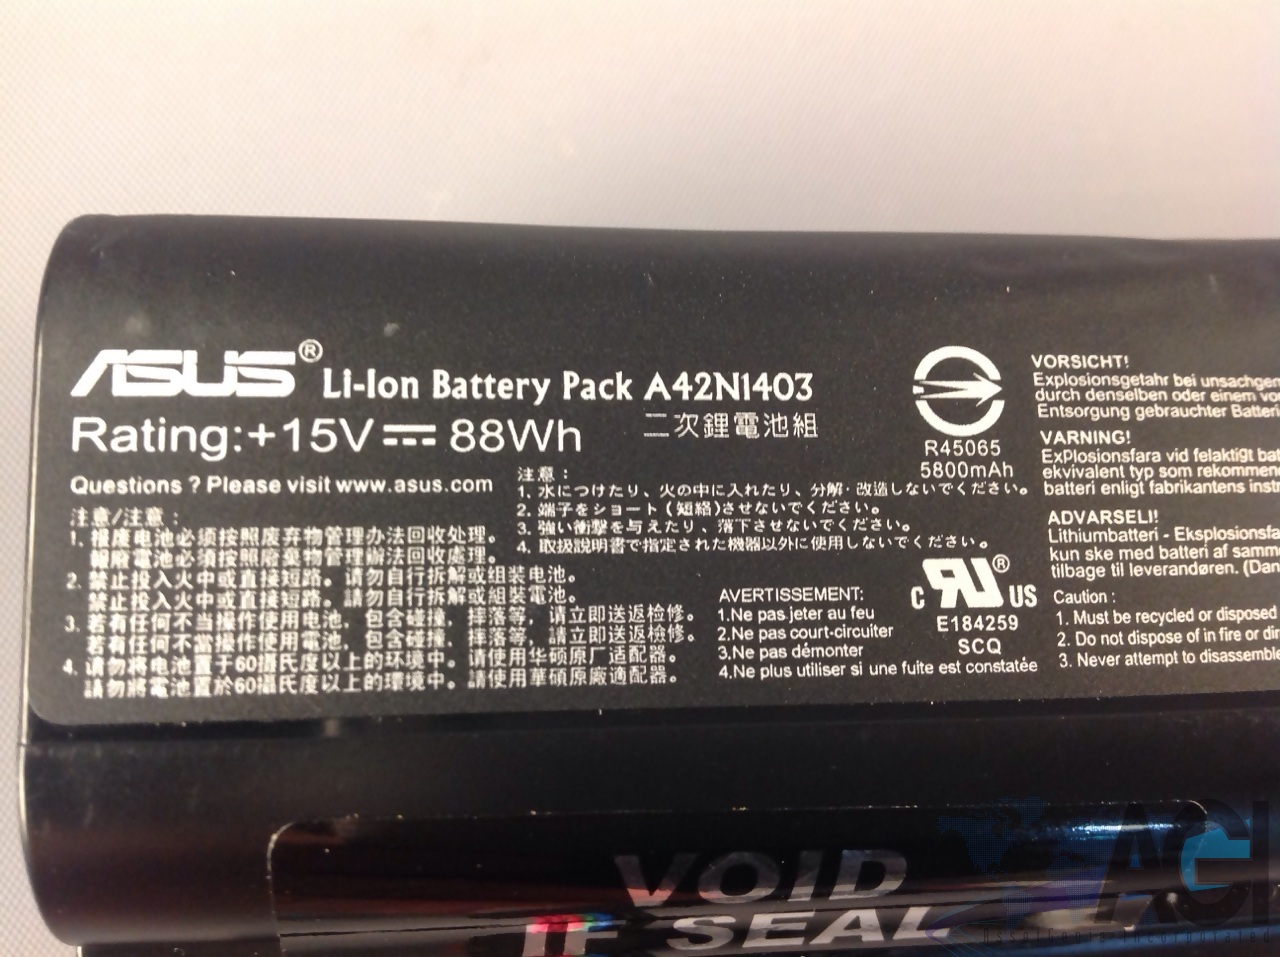 ASUS® Li-Ion Battery Pack A42N1403
Rating:+15V⎓88Wh 二次鋰電池組
Questions ? Please visit www.asus.com
注意/注意：
1. 报废电池必须按照废弃物管理办法回收处理。
報廢電池必須按照廢棄物管理辦法回收處理。
2. 禁止投入火中或直接短路。请勿自行拆解或组装电池。
禁止投入火中或直接短路。請勿自行拆解或組裝電池。
3. 若有任何不当操作使用电池，包含碰撞，摔落等，请立即送返检修。
若有任何不當操作使用電池，包含碰撞，摔落等，請立即送返檢修。
4. 请勿将电池置于60摄氏度以上的环境中。请使用华硕原厂适配器。
請勿將電池置於60攝氏度以上的環境中。請使用華碩原廠適配器。
注意：
1. 水につけたり、火の中に入れたり、分解·改造しないでください。
2. 端子をショート（短絡）させないでください。
3. 強い衝撃を与えたり、落下させないでください。
4. 取扱説明書で指定された機器以外に使用しないでください。
AVERTISSEMENT:
1.Ne pas jeter au feu
2.Ne pas court-circuiter
3.Ne pas démonter
4.Ne plus utiliser si une fuite est constatée
R45065
5800mAh
c RU® US
E184259
SCQ
VORSICHT!
Explosionsgetahr bei unsachgem
durch denselben oder einem vo
Entsorgung gebrauchter Batteri
VARNING!
ExPlosionsfara vid felaktigt bat
ekvivalent typ som rekommen
batteri enligt fabrikantens instr
ADVARSELI!
Lithiumbatteri - Eksplosionsfa
kun ske med batteri af samm
tilbage til leverandøren. (Dan
Caution :
1. Must be recycled or disposed
2. Do not dispose of in fire or dir
3. Never attempt to disassemble
VOID
IF SEAL